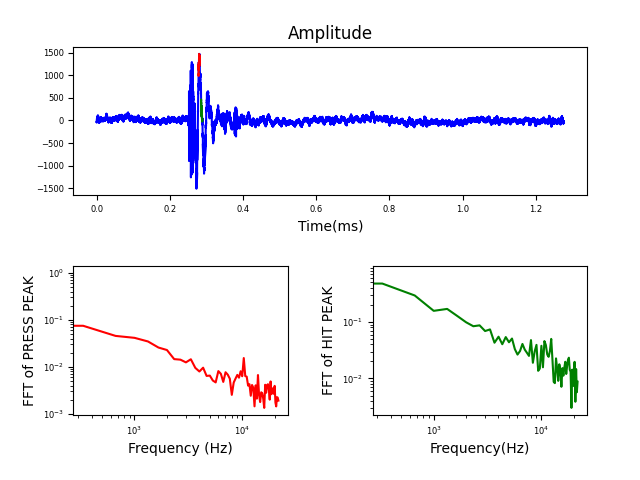 Amplitude
1500
1000
500
0
−500
−1000
−1500
0.0 0.2 0.4 0.6 0.8 1.0 1.2
Time(ms)
FFT of PRESS PEAK
10⁰
10⁻¹
10⁻²
10⁻³
10³ 10⁴
Frequency (Hz)
FFT of HIT PEAK
10⁻¹
10⁻²
10³ 10⁴
Frequency(Hz)